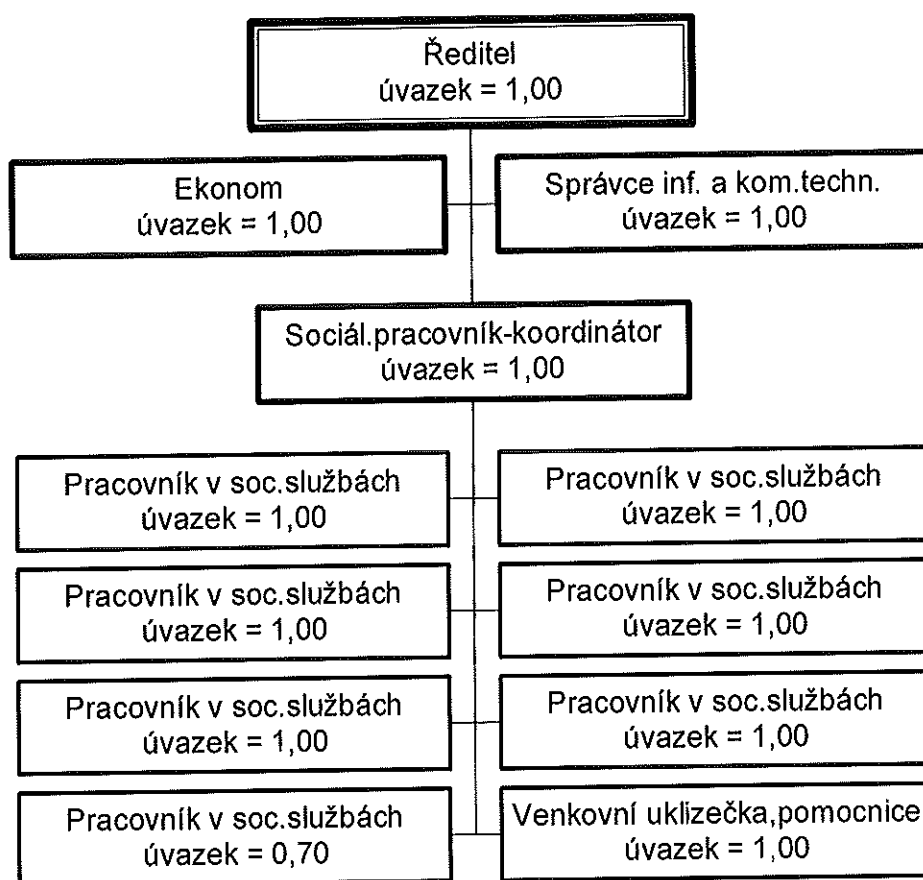 Ředitel
úvazek = 1,00
Ekonom
úvazek = 1,00
Správce inf. a kom.techn.
úvazek = 1,00
Sociál.pracovník-koordinátor
úvazek = 1,00
Pracovník v soc.službách
úvazek = 1,00
Pracovník v soc.službách
úvazek = 1,00
Pracovník v soc.službách
úvazek = 1,00
Pracovník v soc.službách
úvazek = 1,00
Pracovník v soc.službách
úvazek = 1,00
Pracovník v soc.službách
úvazek = 1,00
Pracovník v soc.službách
úvazek = 0,70
Venkovní uklizečka,pomocnice
úvazek = 1,00